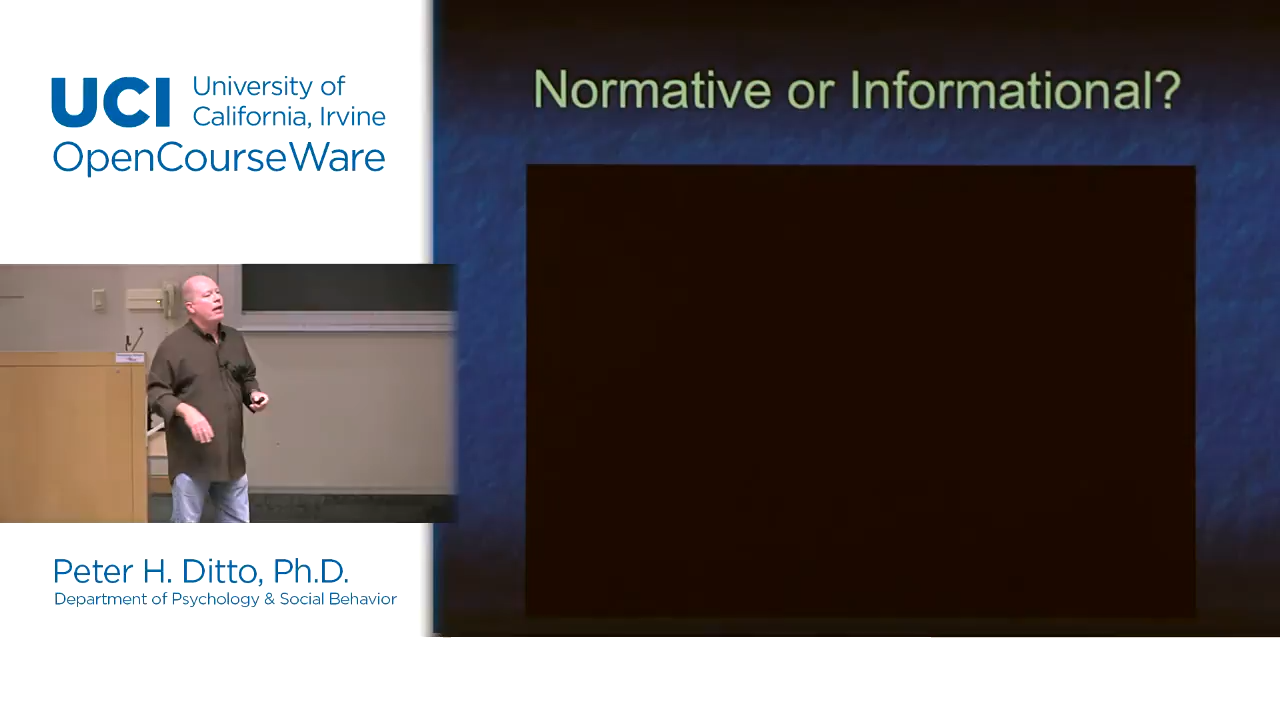 UCI University of
California, Irvine
OpenCourseWare
Normative or Informational?
Peter H. Ditto, Ph.D.
Department of Psychology & Social Behavior